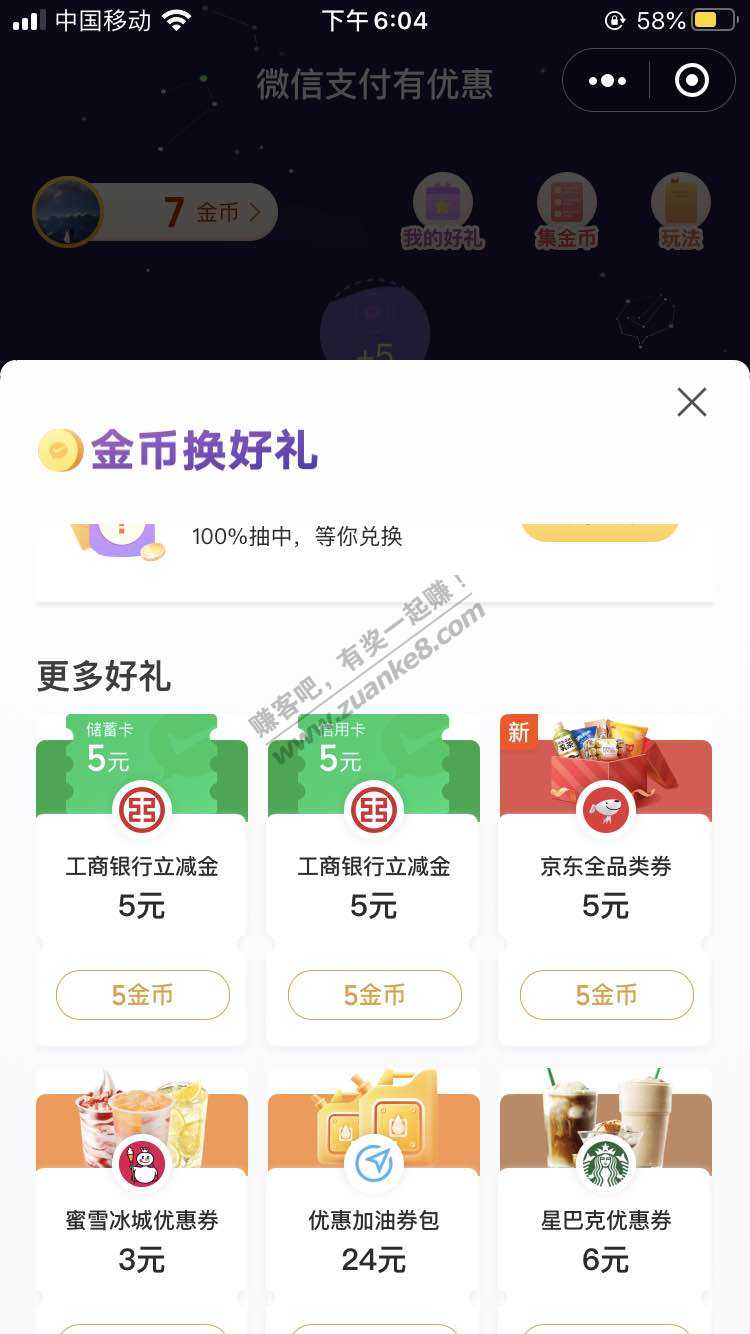 中国移动
下午6:04
58%
微信支付有优惠
7 金币
我的好礼
集金币
玩法
+5
金币换好礼
100%抽中，等你兑换
更多好礼
赚客吧，有奖一起赚！
www.zuanke8.com
储蓄卡
5元
信用卡
5元
新
工商银行立减金
5元
工商银行立减金
5元
京东全品类券
5元
5金币
5金币
5金币
蜜雪冰城优惠券
3元
优惠加油券包
24元
星巴克优惠券
6元